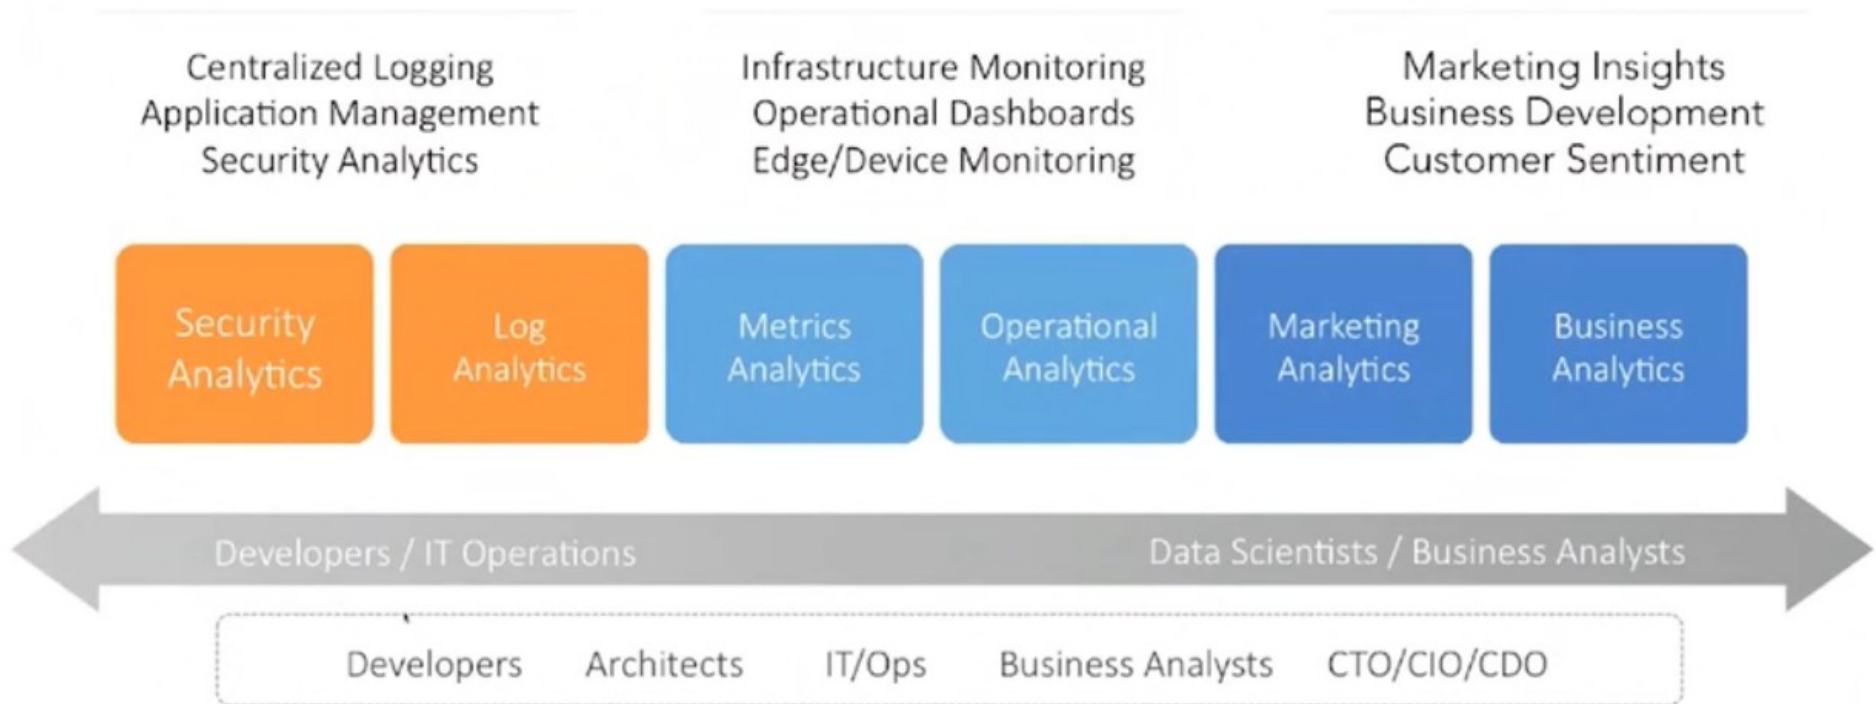 Centralized Logging
Application Management
Security Analytics
Infrastructure Monitoring
Operational Dashboards
Edge/Device Monitoring
Marketing Insights
Business Development
Customer Sentiment
Security
Analytics
Log
Analytics
Metrics
Analytics
Operational
Analytics
Marketing
Analytics
Business
Analytics
Developers / IT Operations
Data Scientists / Business Analysts
Developers
Architects
IT/Ops
Business Analysts
CTO/CIO/CDO